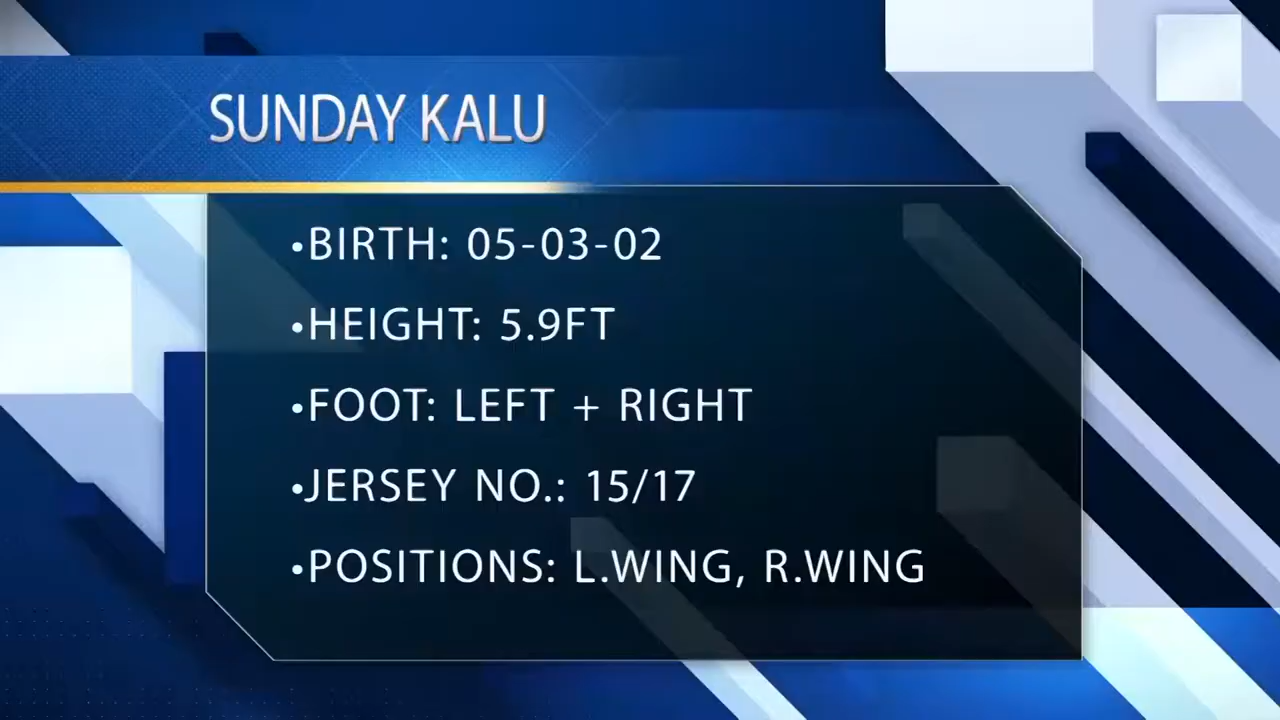 SUNDAY KALU
•BIRTH: 05-03-02
•HEIGHT: 5.9FT
•FOOT: LEFT + RIGHT
•JERSEY NO.: 15/17
•POSITIONS: L.WING, R.WING